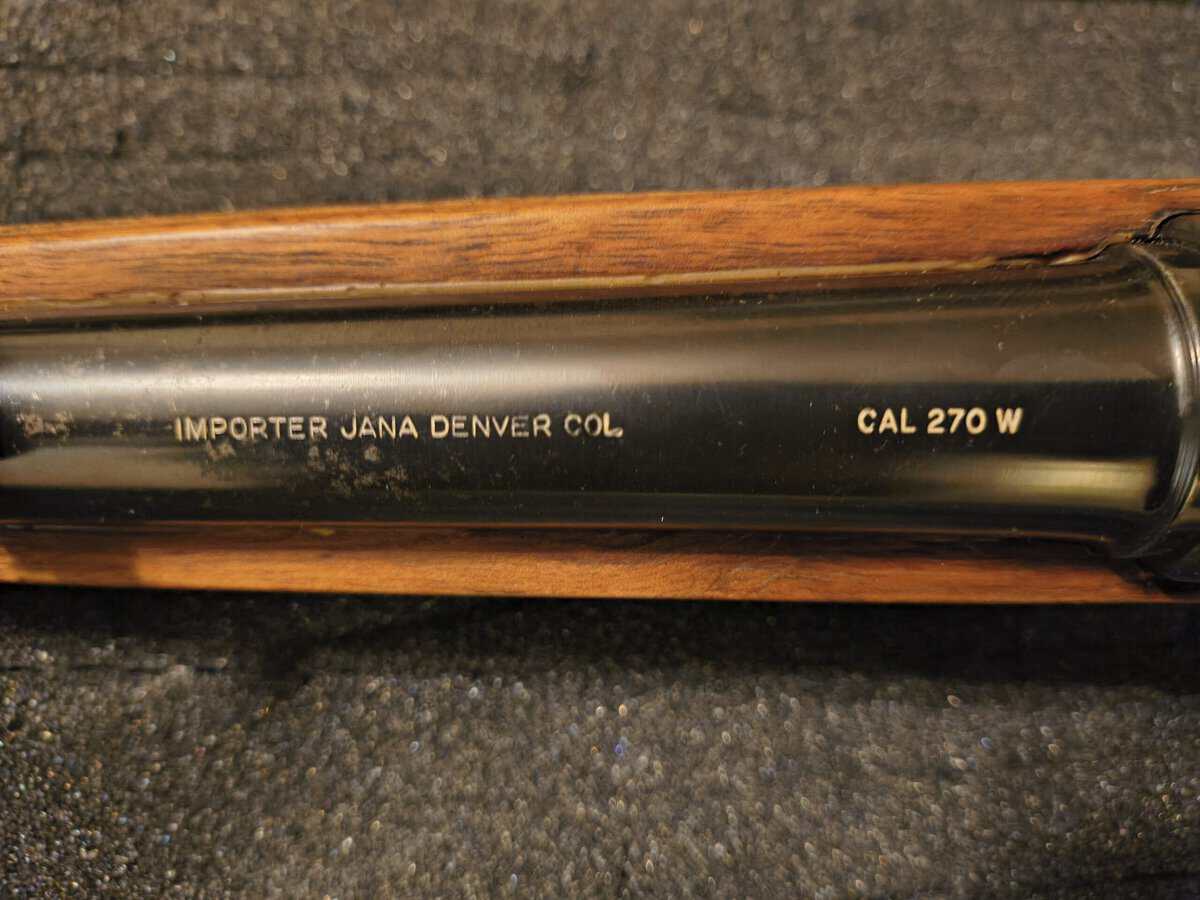 IMPORTER JANA DENVER COL. CAL 270 W